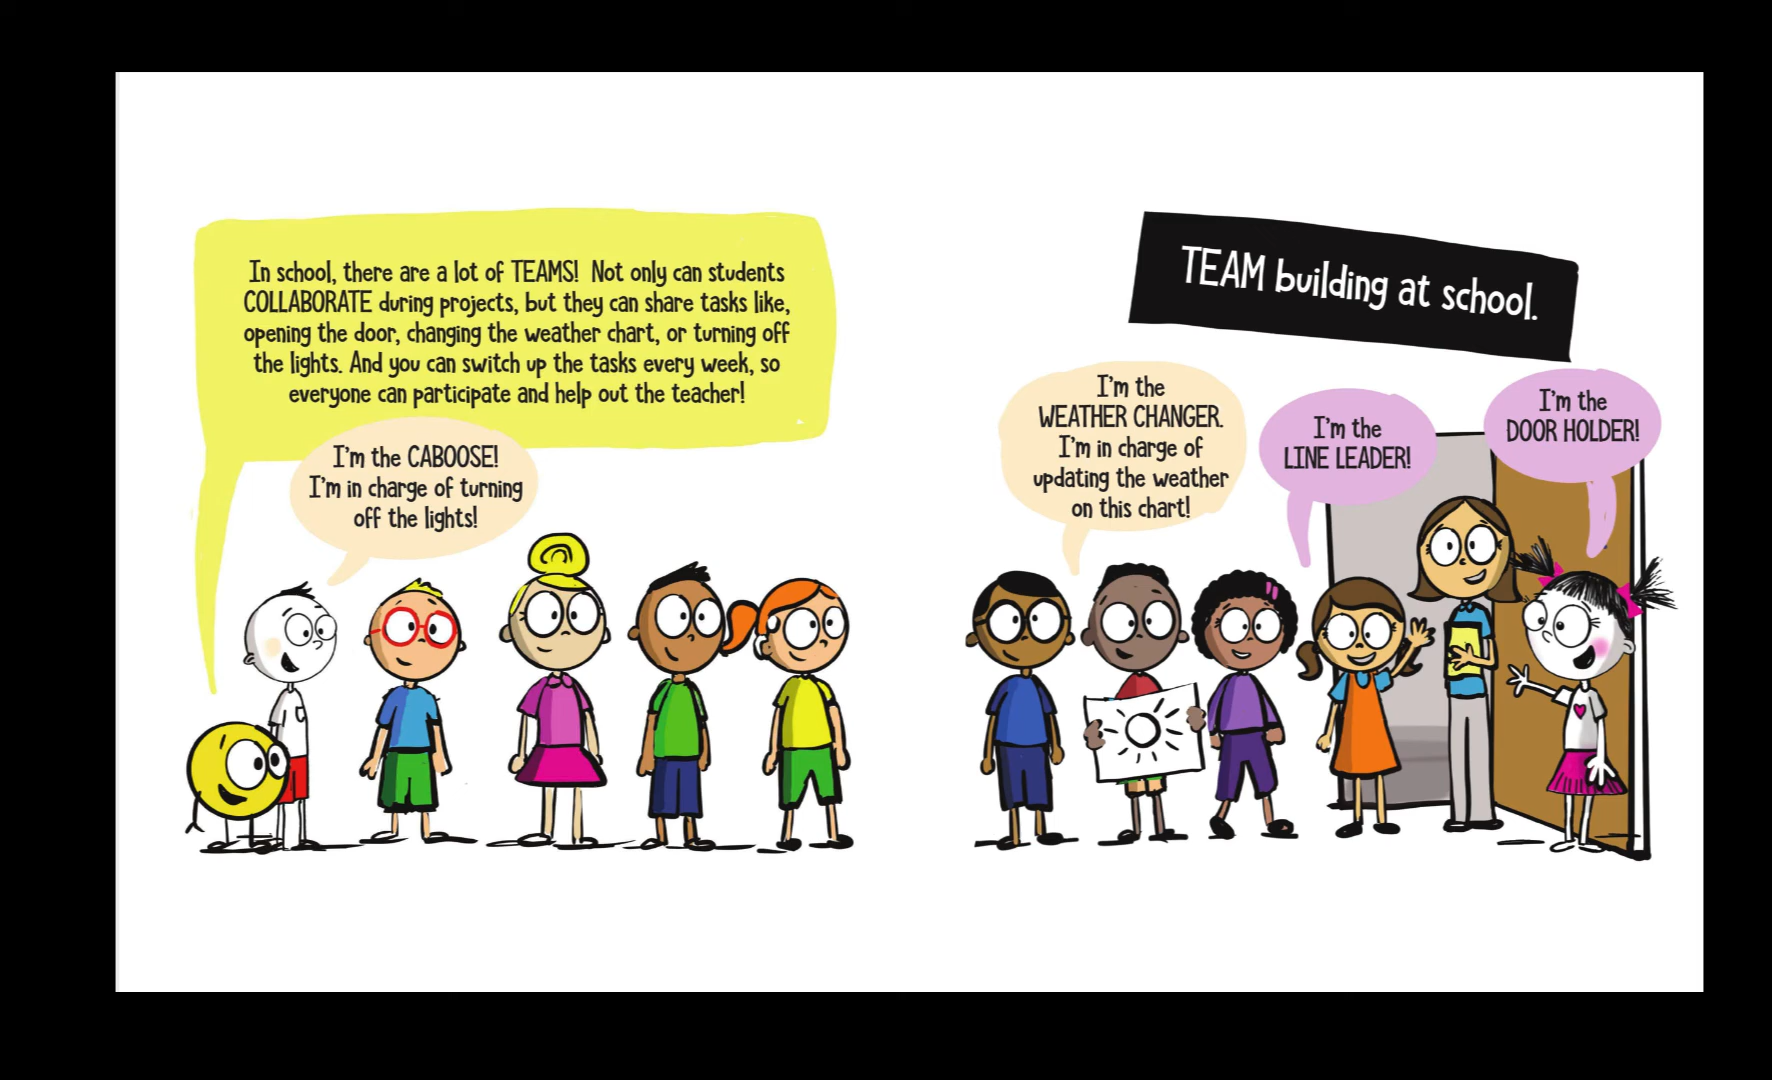 In school, there are a lot of TEAMS! Not only can students
COLLABORATE during projects, but they can share tasks like,
opening the door, changing the weather chart, or turning off
the lights. And you can switch up the tasks every week, so
everyone can participate and help out the teacher!
I'm the CABOOSE!
I'm in charge of turning
off the lights!
TEAM building at school.
I'm the
WEATHER CHANGER.
I'm in charge of
updating the weather
on this chart!
I'm the
LINE LEADER!
I'm the
DOOR HOLDER!